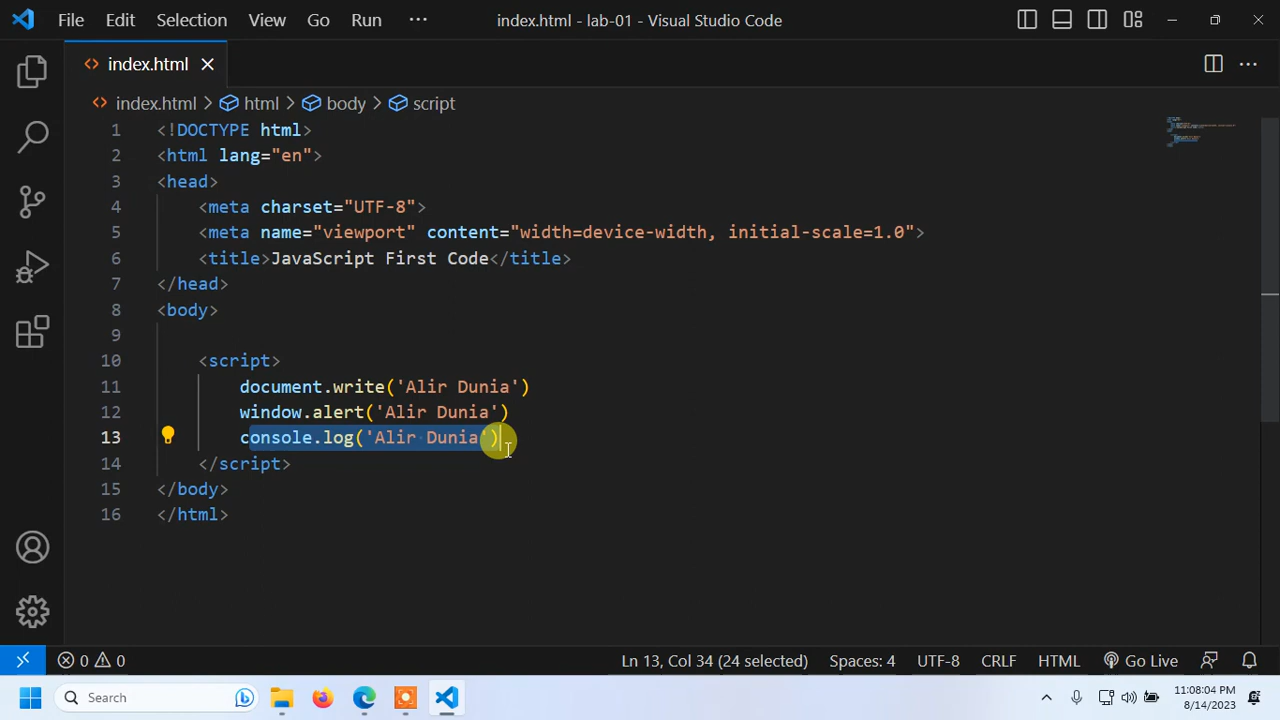 File Edit Selection View Go Run ··· index.html - lab-01 - Visual Studio Code
index.html
index.html > html > body > script
1 <!DOCTYPE html>
2 <html lang="en">
3 <head>
4 <meta charset="UTF-8">
5 <meta name="viewport" content="width=device-width, initial-scale=1.0">
6 <title>JavaScript First Code</title>
7 </head>
8 <body>
9
10 <script>
11 document.write('Alir Dunia')
12 window.alert('Alir Dunia')
13 console.log('Alir Dunia')
14 </script>
15 </body>
16 </html>
0 0 Ln 13, Col 34 (24 selected) Spaces: 4 UTF-8 CRLF HTML Go Live
Search 11:08:04 PM
8/14/2023